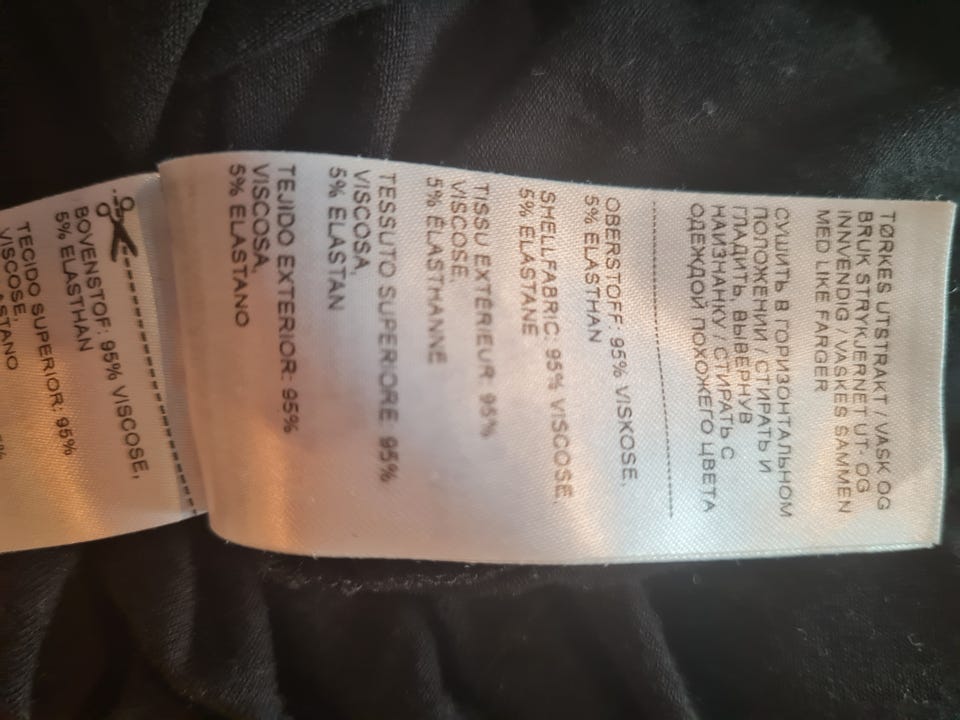 TØRKES UTSTRAKT / VASK OG
BRUK STRYKJERNET UT- OG
INNVENDIG / VASKES SAMMEN
MED LIKE FARGER
СУШИТЬ В ГОРИЗОНТАЛЬНОМ
ПОЛОЖЕНИИ / СТИРАТЬ И
ГЛАДИТЬ, ВЫВЕРНУВ
НАИЗНАНКУ / СТИРАТЬ С
ОДЕЖДОЙ ПОХОЖЕГО ЦВЕТА
OBERSTOFF: 95% VISKOSE,
5% ELASTHAN
SHELLFABRIC: 95% VISCOSE,
5% ELASTANE
TISSU EXTÉRIEUR: 95%
VISCOSE,
5% ÉLASTHANNE
TESSUTO SUPERIORE: 95%
VISCOSA,
5% ELASTAN
TEJIDO EXTERIOR: 95%
VISCOSA,
5% ELASTANO
BOVENSTOF: 95% VISCOSE,
5% ELASTHAN
TECIDO SUPERIOR: 95%
VISCOSE,